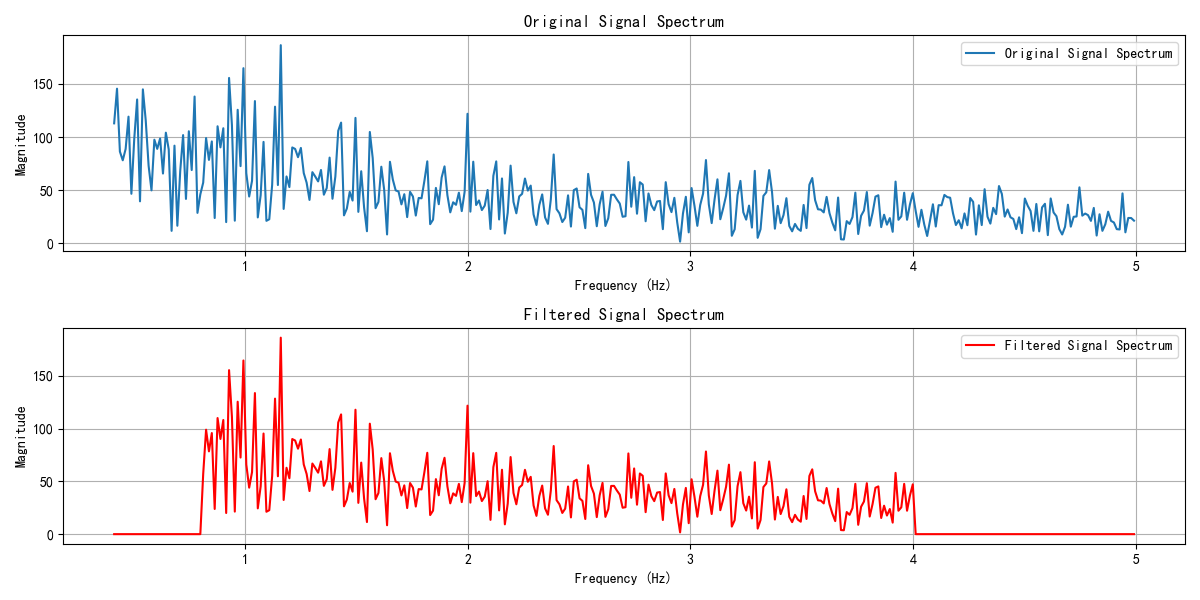 Original Signal Spectrum
Original Signal Spectrum
Magnitude
150
100
50
0
1 2 3 4 5
Frequency (Hz)
Filtered Signal Spectrum
Filtered Signal Spectrum
Magnitude
150
100
50
0
1 2 3 4 5
Frequency (Hz)